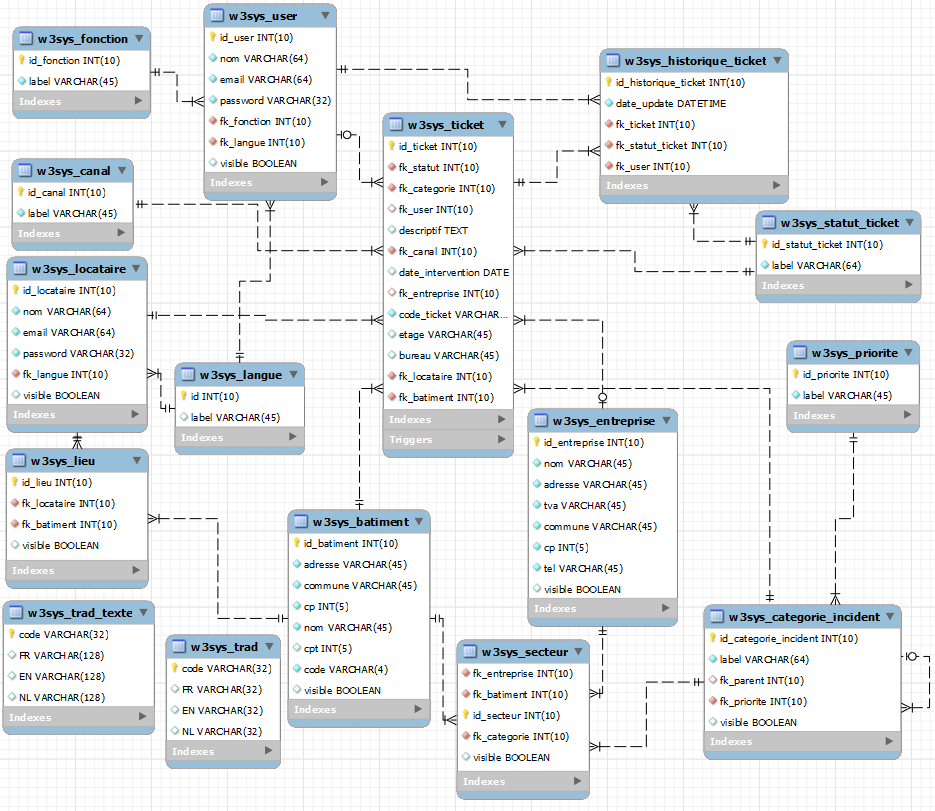 w3sys_fonction
id_fonction INT(10)
label VARCHAR(45)
Indexes
w3sys_user
id_user INT(10)
nom VARCHAR(64)
email VARCHAR(64)
password VARCHAR(32)
fk_fonction INT(10)
fk_langue INT(10)
visible BOOLEAN
Indexes
w3sys_historique_ticket
id_historique_ticket INT(10)
date_update DATETIME
fk_ticket INT(10)
fk_statut_ticket INT(10)
fk_user INT(10)
Indexes
w3sys_ticket
id_ticket INT(10)
fk_statut INT(10)
fk_categorie INT(10)
fk_user INT(10)
descriptif TEXT
fk_canal INT(10)
date_intervention DATE
fk_entreprise INT(10)
code_ticket VARCHAR...
etage VARCHAR(45)
bureau VARCHAR(45)
fk_locataire INT(10)
fk_batiment INT(10)
Indexes
Triggers
w3sys_canal
id_canal INT(10)
label VARCHAR(45)
Indexes
w3sys_statut_ticket
id_statut_ticket INT(10)
label VARCHAR(64)
Indexes
w3sys_locataire
id_locataire INT(10)
nom VARCHAR(64)
email VARCHAR(64)
password VARCHAR(32)
fk_langue INT(10)
visible BOOLEAN
Indexes
w3sys_langue
id INT(10)
label VARCHAR(45)
Indexes
w3sys_priorite
id_priorite INT(10)
label VARCHAR(45)
Indexes
w3sys_entreprise
id_entreprise INT(10)
nom VARCHAR(45)
adresse VARCHAR(45)
tva VARCHAR(45)
commune VARCHAR(45)
cp INT(5)
tel VARCHAR(45)
visible BOOLEAN
Indexes
w3sys_lieu
id_lieu INT(10)
fk_locataire INT(10)
fk_batiment INT(10)
visible BOOLEAN
Indexes
w3sys_batiment
id_batiment INT(10)
adresse VARCHAR(45)
commune VARCHAR(45)
cp INT(5)
nom VARCHAR(45)
cpt INT(5)
code VARCHAR(4)
visible BOOLEAN
Indexes
w3sys_trad_texte
code VARCHAR(32)
FR VARCHAR(128)
EN VARCHAR(128)
NL VARCHAR(128)
Indexes
w3sys_trad
code VARCHAR(32)
FR VARCHAR(32)
EN VARCHAR(32)
NL VARCHAR(32)
Indexes
w3sys_secteur
fk_entreprise INT(10)
fk_batiment INT(10)
id_secteur INT(10)
fk_categorie INT(10)
visible BOOLEAN
Indexes
w3sys_categorie_incident
id_categorie_incident INT(10)
label VARCHAR(64)
fk_parent INT(10)
fk_priorite INT(10)
visible BOOLEAN
Indexes